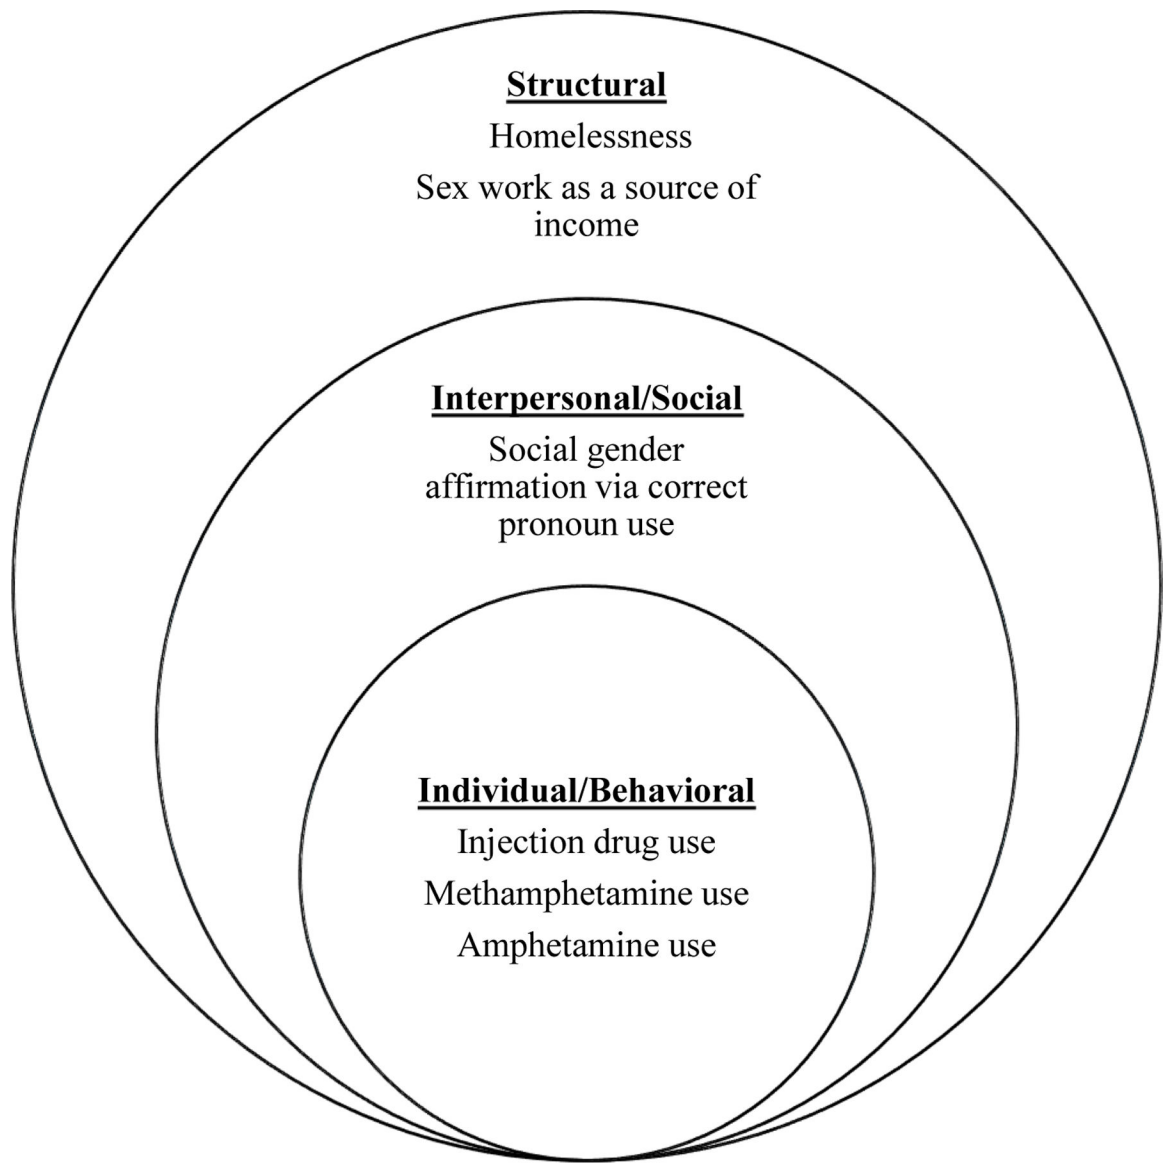 Structural
Homelessness
Sex work as a source of
income
Interpersonal/Social
Social gender
affirmation via correct
pronoun use
Individual/Behavioral
Injection drug use
Methamphetamine use
Amphetamine use